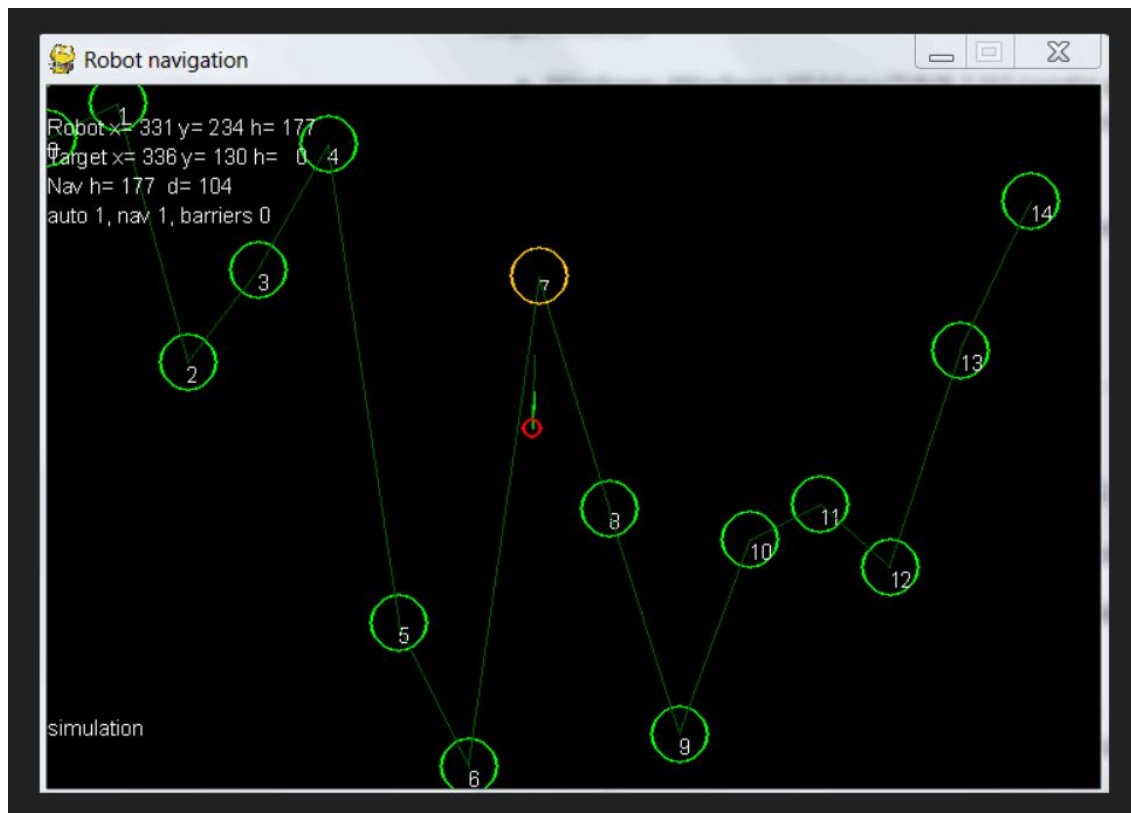 Robot navigation
1
Robot x= 331 y= 234 h= 177
0
Target x= 336 y= 130 h= 0
4
Nav h= 177 d= 104
auto 1, nav 1, barriers 0
14
3
7
13
2
8
11
10
12
5
simulation
9
6